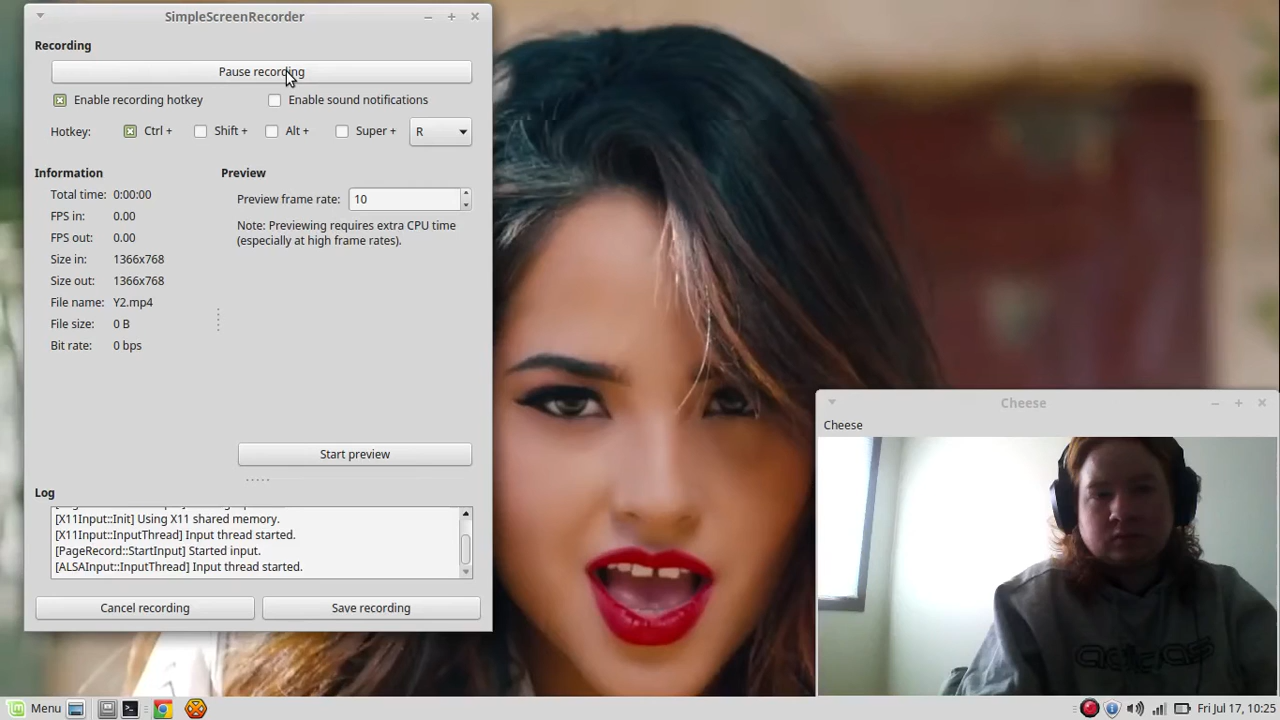 SimpleScreenRecorder
Recording
Pause recording
Enable recording hotkey
Enable sound notifications
Hotkey: Ctrl + Shift + Alt + Super + R
Information
Total time: 0:00:00
FPS in: 0.00
FPS out: 0.00
Size in: 1366x768
Size out: 1366x768
File name: Y2.mp4
File size: 0 B
Bit rate: 0 bps
Preview
Preview frame rate: 10
Note: Previewing requires extra CPU time
(especially at high frame rates).
Start preview
Log
[X11Input::Init] Using X11 shared memory.
[X11Input::InputThread] Input thread started.
[PageRecord::StartInput] Started input.
[ALSAInput::InputThread] Input thread started.
Cancel recording
Save recording
Cheese
Cheese
adidas
Menu
Fri Jul 17, 10:25